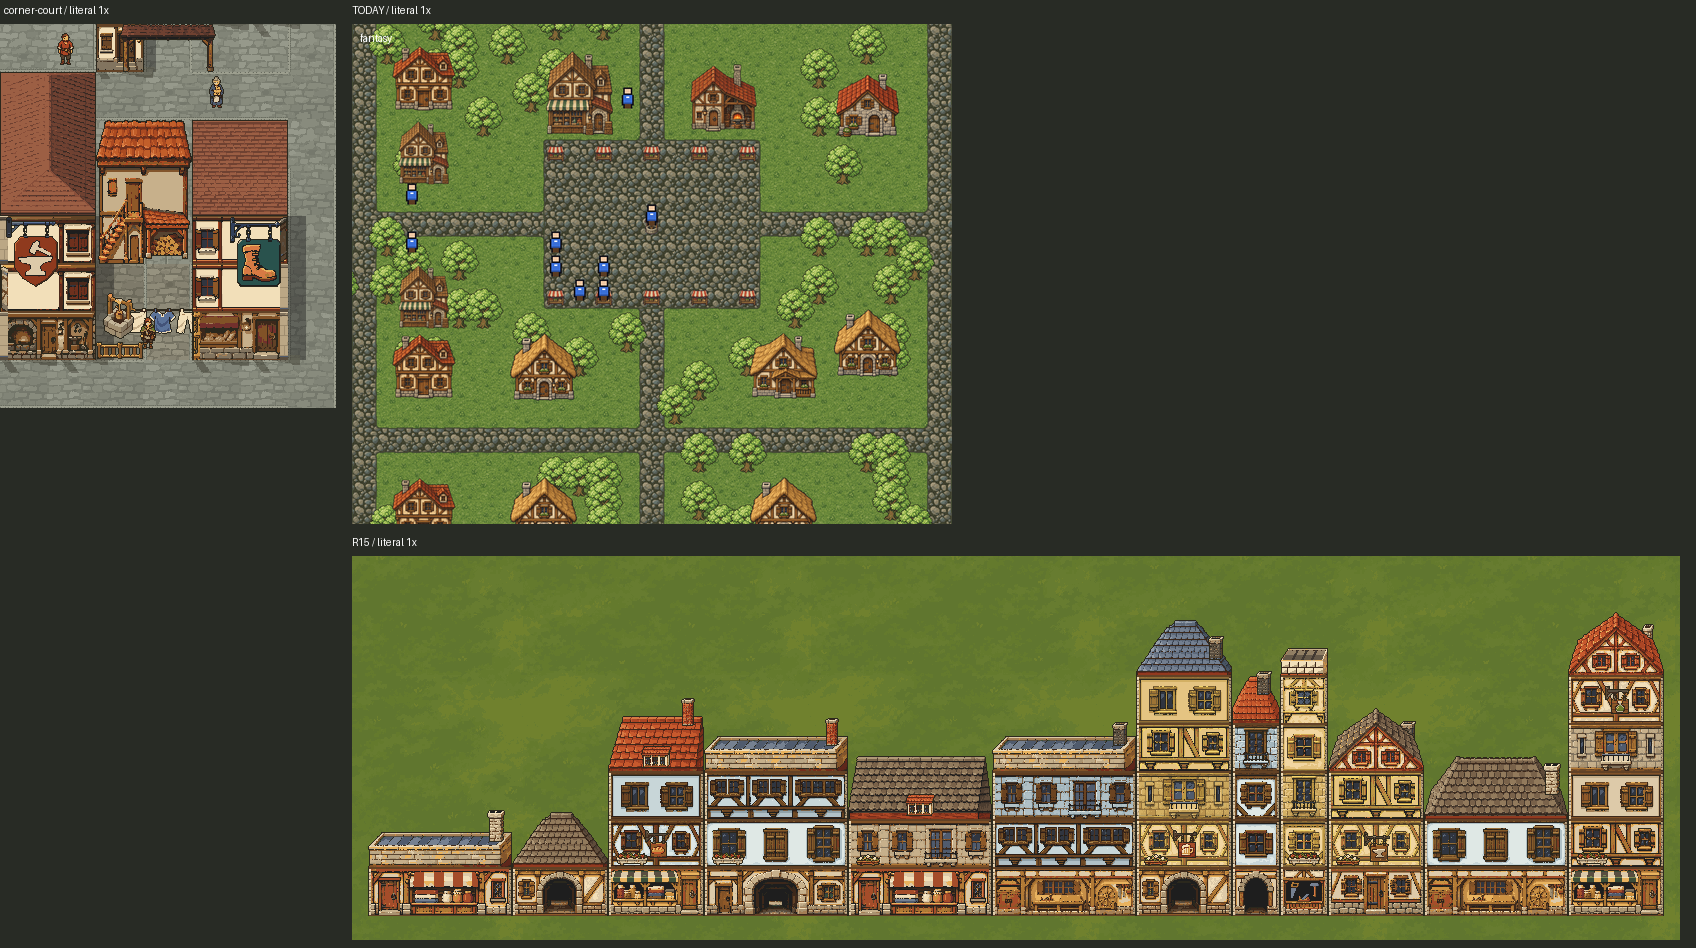 corner-court / literal 1x
TODAY / literal 1x
fantasy
R15 / literal 1x